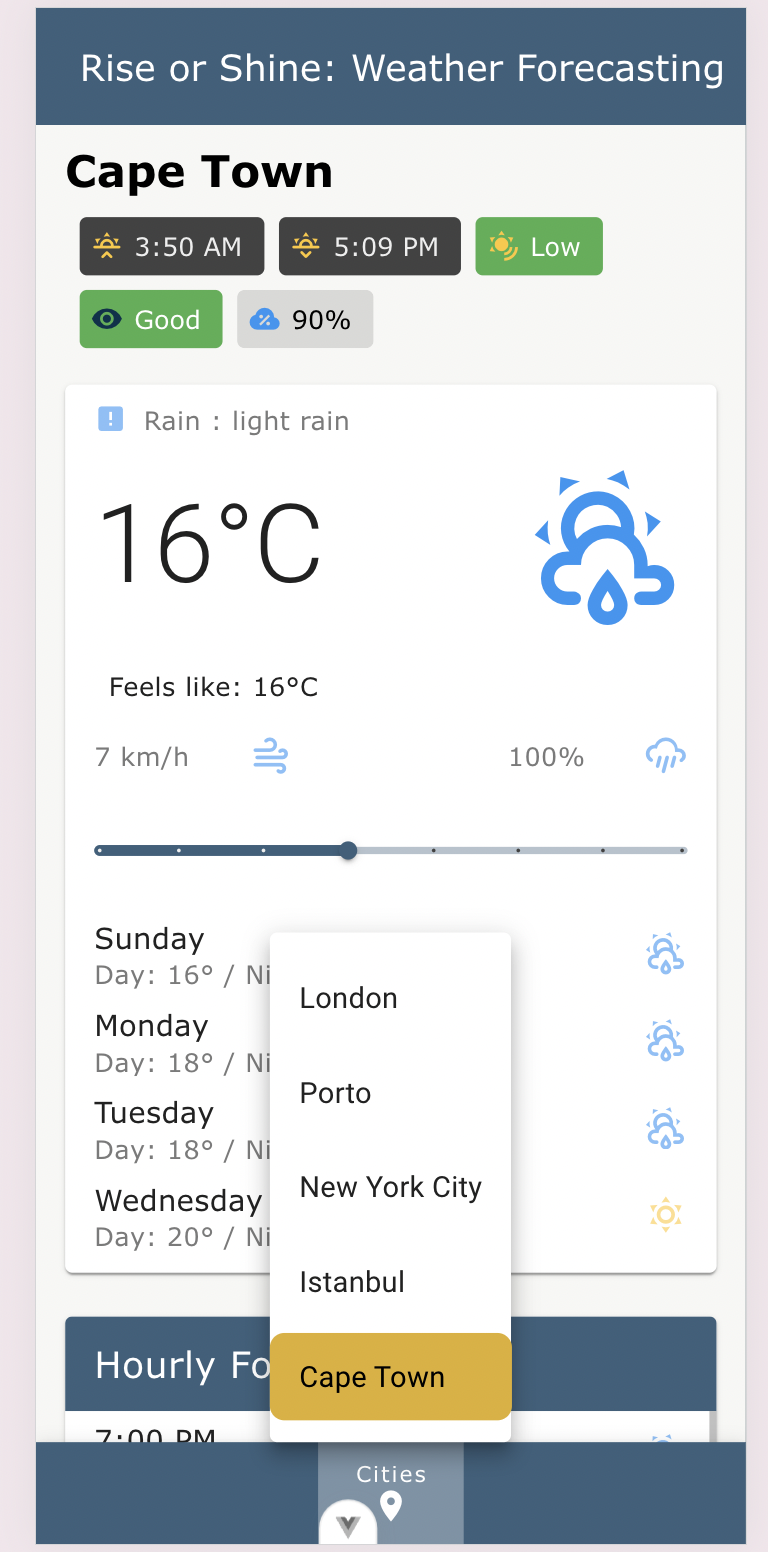 Rise or Shine: Weather Forecasting
Cape Town
3:50 AM 5:09 PM Low
Good 90%
Rain : light rain
16°C
Feels like: 16°C
7 km/h 100%
Sunday
Day: 16° / Ni
London
Monday
Day: 18° / Ni
Porto
Tuesday
Day: 18° / Ni
New York City
Wednesday
Day: 20° / Ni
Istanbul
Hourly Fo
Cape Town
7:00 PM
Cities